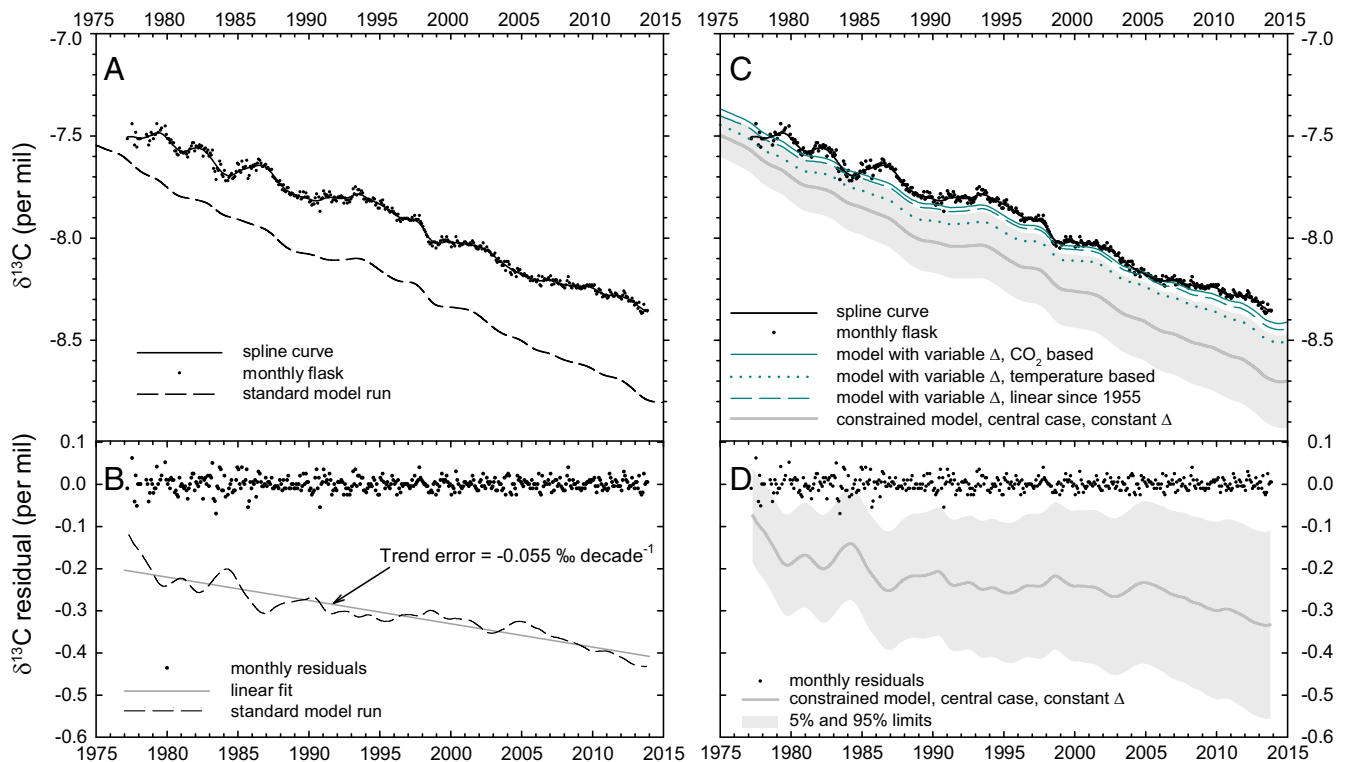 1975 1980 1985 1990 1995 2000 2005 2010 2015
1975 1980 1985 1990 1995 2000 2005 2010 2015
A
-7.0
-7.5
-8.0
-8.5
δ13C (per mil)
spline curve
monthly flask
standard model run
C
-7.0
-7.5
-8.0
-8.5
spline curve
monthly flask
model with variable Δ, CO2 based
model with variable Δ, temperature based
model with variable Δ, linear since 1955
constrained model, central case, constant Δ
B
0.1
0.0
-0.1
-0.2
-0.3
-0.4
-0.5
-0.6
δ13C residual (per mil)
Trend error = -0.055 ‰ decade-1
monthly residuals
linear fit
standard model run
D
0.1
0.0
-0.1
-0.2
-0.3
-0.4
-0.5
-0.6
monthly residuals
constrained model, central case, constant Δ
5% and 95% limits
1975 1980 1985 1990 1995 2000 2005 2010 2015
1975 1980 1985 1990 1995 2000 2005 2010 2015